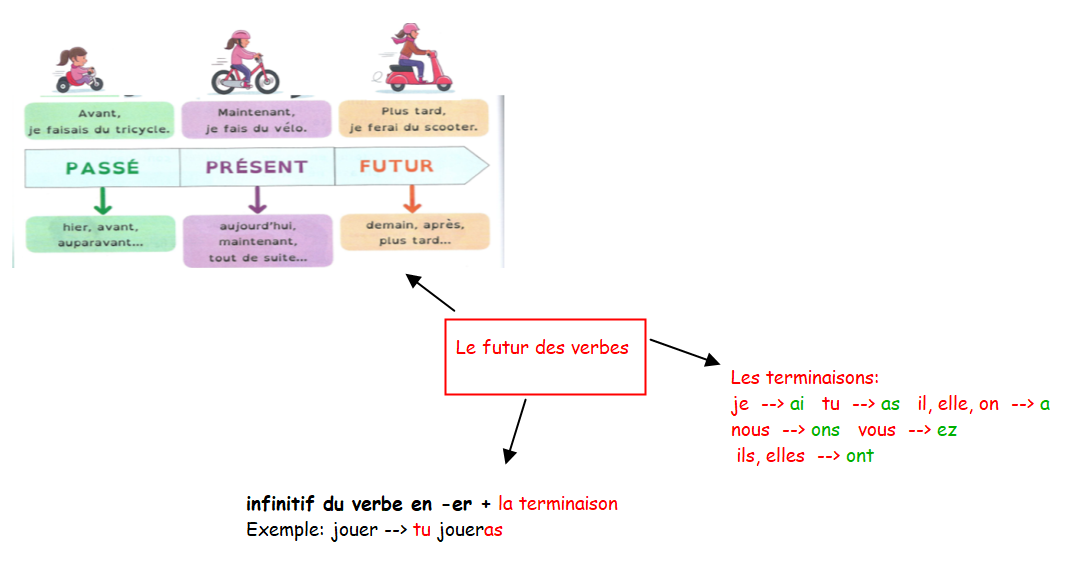 Avant,
je faisais du tricycle.
Maintenant,
je fais du vélo.
Plus tard,
je ferai du scooter.
PASSÉ
PRÉSENT
FUTUR
hier, avant,
auparavant...
aujourd'hui,
maintenant,
tout de suite...
demain, après,
plus tard...
Le futur des verbes
Les terminaisons:
je --> ai tu --> as il, elle, on --> a
nous --> ons vous --> ez
ils, elles --> ont
infinitif du verbe en -er + la terminaison
Exemple: jouer --> tu joueras